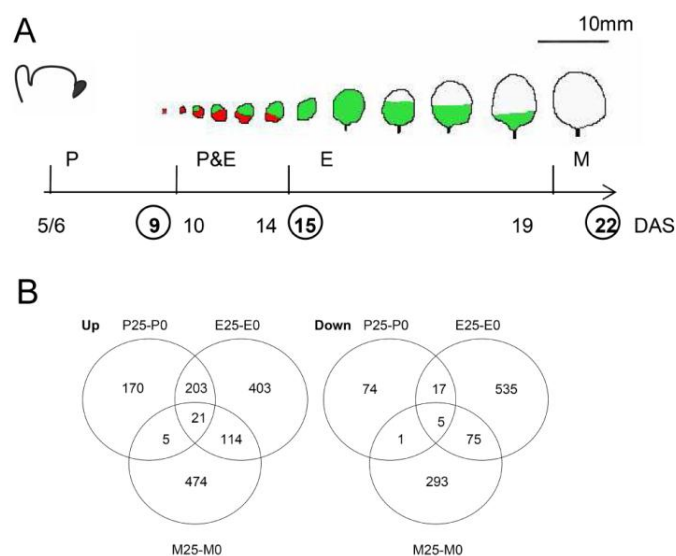 A
10mm
P P&E E M
5/6 9 10 14 15 19 22 DAS
B
Up P25-P0 E25-E0
170 203 403
21
5 114
474
M25-M0
Down P25-P0 E25-E0
74 17 535
5
1 75
293
M25-M0